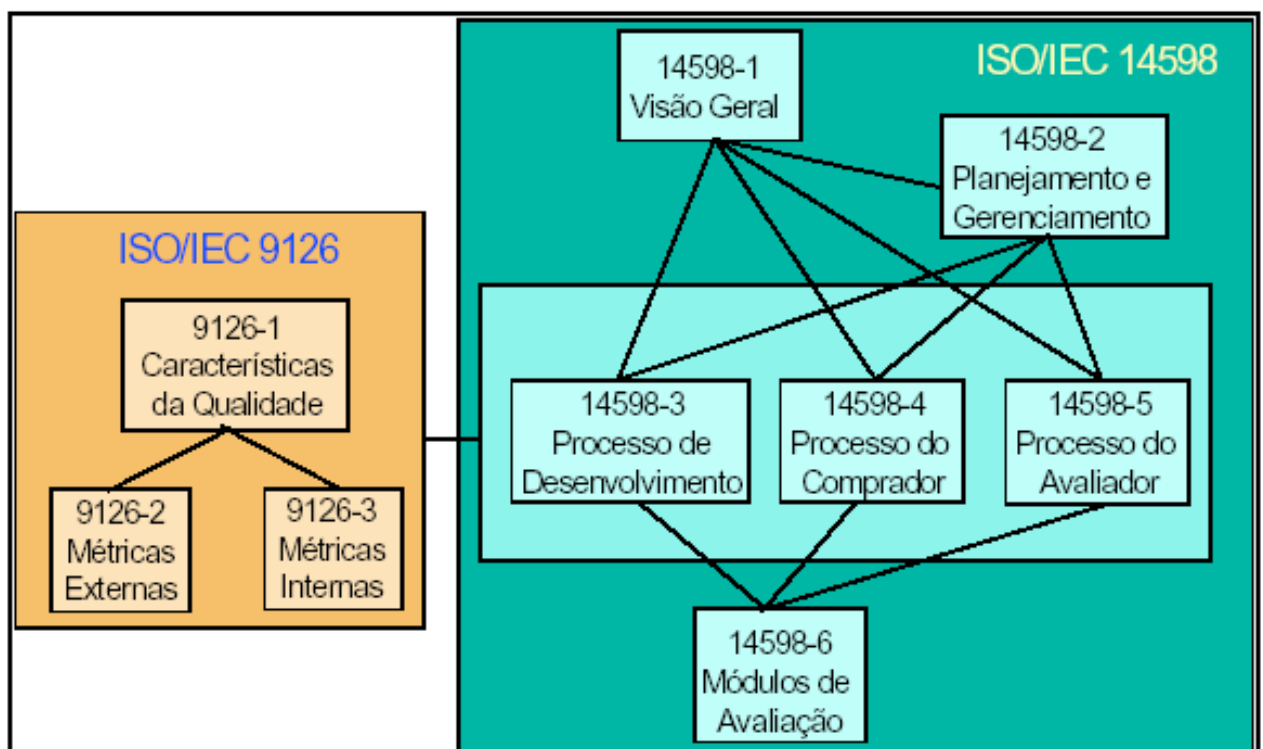 ISO/IEC 14598
14598-1
Visão Geral
14598-2
Planejamento e
Gerenciamento
ISO/IEC 9126
9126-1
Características
da Qualidade
9126-2
Métricas
Externas
9126-3
Métricas
Internas
14598-3
Processo de
Desenvolvimento
14598-4
Processo do
Comprador
14598-5
Processo do
Avaliador
14598-6
Módulos de
Avaliação